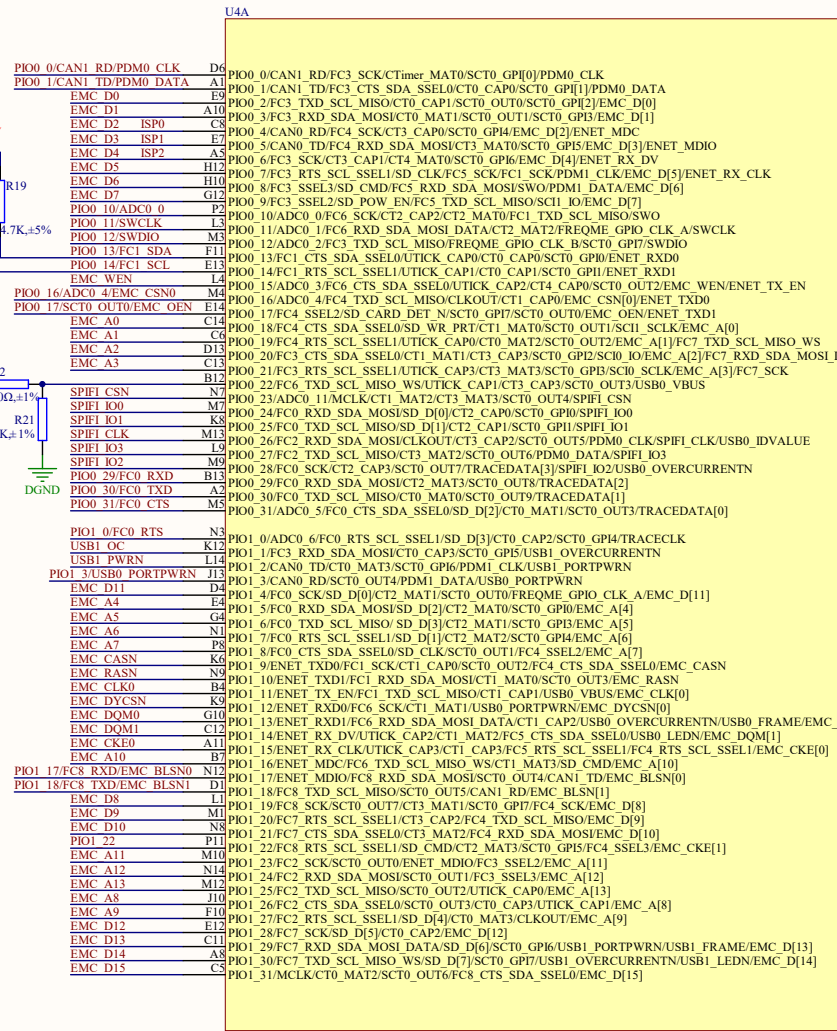 U4A
PIO0_0/CAN1_RD/PDM0_CLK D6 PIO0_0/CAN1_RD/FC3_SCK/CTimer_MAT0/SCT0_GPI[0]/PDM0_CLK
PIO0_1/CAN1_TD/PDM0_DATA A1 PIO0_1/CAN1_TD/FC3_CTS_SDA_SSEL0/CT0_CAP0/SCT0_GPI[1]/PDM0_DATA
EMC_D0 E9 PIO0_2/FC3_TXD_SCL_MISO/CT0_CAP1/SCT0_OUT0/SCT0_GPI[2]/EMC_D[0]
EMC_D1 A10 PIO0_3/FC3_RXD_SDA_MOSI/CT0_MAT1/SCT0_OUT1/SCT0_GPI3/EMC_D[1]
EMC_D2 ISP0 C8 PIO0_4/CAN0_RD/FC4_SCK/CT3_CAP0/SCT0_GPI4/EMC_D[2]/ENET_MDC
EMC_D3 ISP1 E7 PIO0_5/CAN0_TD/FC4_RXD_SDA_MOSI/CT3_MAT0/SCT0_GPI5/EMC_D[3]/ENET_MDIO
EMC_D4 ISP2 A5 PIO0_6/FC3_SCK/CT3_CAP1/CT4_MAT0/SCT0_GPI6/EMC_D[4]/ENET_RX_DV
EMC_D5 H12 PIO0_7/FC3_RTS_SCL_SSEL1/SD_CLK/FC5_SCK/FC1_SCK/PDM1_CLK/EMC_D[5]/ENET_RX_CLK
EMC_D6 H10 PIO0_8/FC3_SSEL3/SD_CMD/FC5_RXD_SDA_MOSI/SWO/PDM1_DATA/EMC_D[6]
EMC_D7 G12 PIO0_9/FC3_SSEL2/SD_POW_EN/FC5_TXD_SCL_MISO/SCI1_IO/EMC_D[7]
R19
PIO0_10/ADC0_0 P2 PIO0_10/ADC0_0/FC6_SCK/CT2_CAP2/CT2_MAT0/FC1_TXD_SCL_MISO/SWO
PIO0_11/SWCLK L3 PIO0_11/ADC0_1/FC6_RXD_SDA_MOSI_DATA/CT2_MAT2/FREQME_GPIO_CLK_A/SWCLK
4.7K,±5%
PIO0_12/SWDIO M3 PIO0_12/ADC0_2/FC3_TXD_SCL_MISO/FREQME_GPIO_CLK_B/SCT0_GPI7/SWDIO
PIO0_13/FC1_SDA F11 PIO0_13/FC1_CTS_SDA_SSEL0/UTICK_CAP0/CT0_CAP0/SCT0_GPI0/ENET_RXD0
PIO0_14/FC1_SCL E13 PIO0_14/FC1_RTS_SCL_SSEL1/UTICK_CAP1/CT0_CAP1/SCT0_GPI1/ENET_RXD1
EMC_WEN L4 PIO0_15/ADC0_3/FC6_CTS_SDA_SSEL0/UTICK_CAP2/CT4_CAP0/SCT0_OUT2/EMC_WEN/ENET_TX_EN
PIO0_16/ADC0_4/EMC_CSN0 M4 PIO0_16/ADC0_4/FC4_TXD_SCL_MISO/CLKOUT/CT1_CAP0/EMC_CSN[0]/ENET_TXD0
PIO0_17/SCT0_OUT0/EMC_OEN E14 PIO0_17/FC4_SSEL2/SD_CARD_DET_N/SCT0_GPI7/SCT0_OUT0/EMC_OEN/ENET_TXD1
EMC_A0 C14 PIO0_18/FC4_CTS_SDA_SSEL0/SD_WR_PRT/CT1_MAT0/SCT0_OUT1/SCI1_SCLK/EMC_A[0]
EMC_A1 C6 PIO0_19/FC4_RTS_SCL_SSEL1/UTICK_CAP0/CT0_MAT2/SCT0_OUT2/EMC_A[1]/FC7_TXD_SCL_MISO_WS
EMC_A2 D13 PIO0_20/FC3_CTS_SDA_SSEL0/CT1_MAT1/CT3_CAP3/SCT0_GPI2/SCI0_IO/EMC_A[2]/FC7_RXD_SDA_MOSI_
EMC_A3 C13 PIO0_21/FC3_RTS_SCL_SSEL1/UTICK_CAP3/CT3_MAT3/SCT0_GPI3/SCI0_SCLK/EMC_A[3]/FC7_SCK
B12 PIO0_22/FC6_TXD_SCL_MISO_WS/UTICK_CAP1/CT3_CAP3/SCT0_OUT3/USB0_VBUS
SPIFI_CSN N7 PIO0_23/ADC0_11/MCLK/CT1_MAT2/CT3_MAT3/SCT0_OUT4/SPIFI_CSN
0Ω,±1%
SPIFI_IO0 M7 PIO0_24/FC0_RXD_SDA_MOSI/SD_D[0]/CT2_CAP0/SCT0_GPI0/SPIFI_IO0
SPIFI_IO1 K8 PIO0_25/FC0_TXD_SCL_MISO/SD_D[1]/CT2_CAP1/SCT0_GPI1/SPIFI_IO1
R21
SPIFI_CLK M13 PIO0_26/FC2_RXD_SDA_MOSI/CLKOUT/CT3_CAP2/SCT0_OUT5/PDM0_CLK/SPIFI_CLK/USB0_IDVALUE
K,±1%
SPIFI_IO3 L9 PIO0_27/FC2_TXD_SCL_MISO/CT3_MAT2/SCT0_OUT6/PDM0_DATA/SPIFI_IO3
SPIFI_IO2 M9 PIO0_28/FC0_SCK/CT2_CAP3/SCT0_OUT7/TRACEDATA[3]/SPIFI_IO2/USB0_OVERCURRENTN
PIO0_29/FC0_RXD B13 PIO0_29/FC0_RXD_SDA_MOSI/CT2_MAT3/SCT0_OUT8/TRACEDATA[2]
DGND
PIO0_30/FC0_TXD A2 PIO0_30/FC0_TXD_SCL_MISO/CT0_MAT0/SCT0_OUT9/TRACEDATA[1]
PIO0_31/FC0_CTS M5 PIO0_31/ADC0_5/FC0_CTS_SDA_SSEL0/SD_D[2]/CT0_MAT1/SCT0_OUT3/TRACEDATA[0]
PIO1_0/FC0_RTS N3 PIO1_0/ADC0_6/FC0_RTS_SCL_SSEL1/SD_D[3]/CT0_CAP2/SCT0_GPI4/TRACECLK
USB1_OC K12 PIO1_1/FC3_RXD_SDA_MOSI/CT0_CAP3/SCT0_GPI5/USB1_OVERCURRENTN
USB1_PWRN L14 PIO1_2/CAN0_TD/CT0_MAT3/SCT0_GPI6/PDM1_CLK/USB1_PORTPWRN
PIO1_3/USB0_PORTPWRN J13 PIO1_3/CAN0_RD/SCT0_OUT4/PDM1_DATA/USB0_PORTPWRN
EMC_D11 D4 PIO1_4/FC0_SCK/SD_D[0]/CT2_MAT1/SCT0_OUT0/FREQME_GPIO_CLK_A/EMC_D[11]
EMC_A4 E4 PIO1_5/FC0_RXD_SDA_MOSI/SD_D[2]/CT2_MAT0/SCT0_GPI0/EMC_A[4]
EMC_A5 G4 PIO1_6/FC0_TXD_SCL_MISO/ SD_D[3]/CT2_MAT1/SCT0_GPI3/EMC_A[5]
EMC_A6 N1 PIO1_7/FC0_RTS_SCL_SSEL1/SD_D[1]/CT2_MAT2/SCT0_GPI4/EMC_A[6]
EMC_A7 P8 PIO1_8/FC0_CTS_SDA_SSEL0/SD_CLK/SCT0_OUT1/FC4_SSEL2/EMC_A[7]
EMC_CASN K6 PIO1_9/ENET_TXD0/FC1_SCK/CT1_CAP0/SCT0_OUT2/FC4_CTS_SDA_SSEL0/EMC_CASN
EMC_RASN N9 PIO1_10/ENET_TXD1/FC1_RXD_SDA_MOSI/CT1_MAT0/SCT0_OUT3/EMC_RASN
EMC_CLK0 B4 PIO1_11/ENET_TX_EN/FC1_TXD_SCL_MISO/CT1_CAP1/USB0_VBUS/EMC_CLK[0]
EMC_DYCSN K9 PIO1_12/ENET_RXD0/FC6_SCK/CT1_MAT1/USB0_PORTPWRN/EMC_DYCSN[0]
EMC_DQM0 G10 PIO1_13/ENET_RXD1/FC6_RXD_SDA_MOSI_DATA/CT1_CAP2/USB0_OVERCURRENTN/USB0_FRAME/EMC_
EMC_DQM1 C12 PIO1_14/ENET_RX_DV/UTICK_CAP2/CT1_MAT2/FC5_CTS_SDA_SSEL0/USB0_LEDN/EMC_DQM[1]
EMC_CKE0 A11 PIO1_15/ENET_RX_CLK/UTICK_CAP3/CT1_CAP3/FC5_RTS_SCL_SSEL1/FC4_RTS_SCL_SSEL1/EMC_CKE[0]
EMC_A10 B7 PIO1_16/ENET_MDC/FC6_TXD_SCL_MISO_WS/CT1_MAT3/SD_CMD/EMC_A[10]
PIO1_17/FC8_RXD/EMC_BLSN0 N12 PIO1_17/ENET_MDIO/FC8_RXD_SDA_MOSI/SCT0_OUT4/CAN1_TD/EMC_BLSN[0]
PIO1_18/FC8_TXD/EMC_BLSN1 D1 PIO1_18/FC8_TXD_SCL_MISO/SCT0_OUT5/CAN1_RD/EMC_BLSN[1]
EMC_D8 L1 PIO1_19/FC8_SCK/SCT0_OUT7/CT3_MAT1/SCT0_GPI7/FC4_SCK/EMC_D[8]
EMC_D9 M1 PIO1_20/FC7_RTS_SCL_SSEL1/CT3_CAP2/FC4_TXD_SCL_MISO/EMC_D[9]
EMC_D10 N8 PIO1_21/FC7_CTS_SDA_SSEL0/CT3_MAT2/FC4_RXD_SDA_MOSI/EMC_D[10]
PIO1_22 P11 PIO1_22/FC8_RTS_SCL_SSEL1/SD_CMD/CT2_MAT3/SCT0_GPI5/FC4_SSEL3/EMC_CKE[1]
EMC_A11 M10 PIO1_23/FC2_SCK/SCT0_OUT0/ENET_MDIO/FC3_SSEL2/EMC_A[11]
EMC_A12 N14 PIO1_24/FC2_RXD_SDA_MOSI/SCT0_OUT1/FC3_SSEL3/EMC_A[12]
EMC_A13 M12 PIO1_25/FC2_TXD_SCL_MISO/SCT0_OUT2/UTICK_CAP0/EMC_A[13]
EMC_A8 J10 PIO1_26/FC2_CTS_SDA_SSEL0/SCT0_OUT3/CT0_CAP3/UTICK_CAP1/EMC_A[8]
EMC_A9 F10 PIO1_27/FC2_RTS_SCL_SSEL1/SD_D[4]/CT0_MAT3/CLKOUT/EMC_A[9]
EMC_D12 E12 PIO1_28/FC7_SCK/SD_D[5]/CT0_CAP2/EMC_D[12]
EMC_D13 C11 PIO1_29/FC7_RXD_SDA_MOSI_DATA/SD_D[6]/SCT0_GPI6/USB1_PORTPWRN/USB1_FRAME/EMC_D[13]
EMC_D14 A8 PIO1_30/FC7_TXD_SCL_MISO_WS/SD_D[7]/SCT0_GPI7/USB1_OVERCURRENTN/USB1_LEDN/EMC_D[14]
EMC_D15 C5 PIO1_31/MCLK/CT0_MAT2/SCT0_OUT6/FC8_CTS_SDA_SSEL0/EMC_D[15]